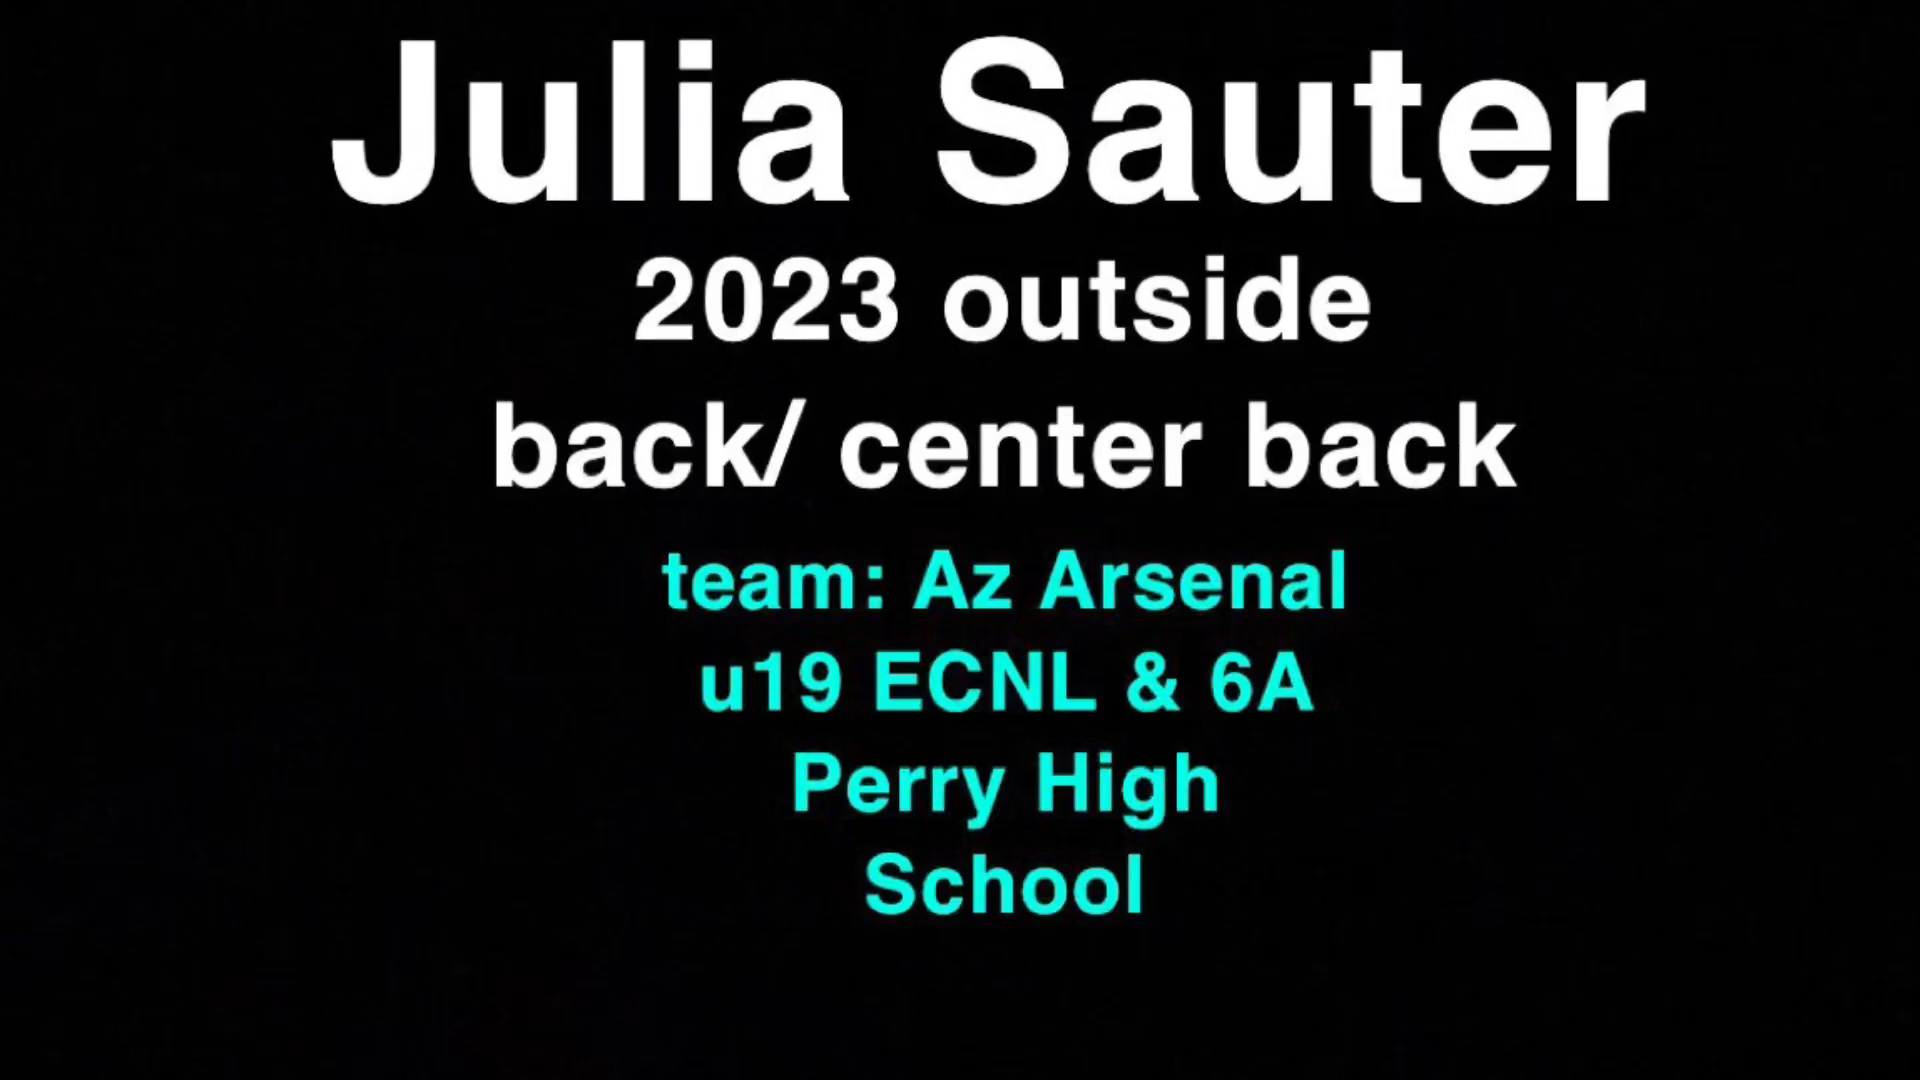 Julia Sauter
2023 outside
back/ center back
team: Az Arsenal
u19 ECNL & 6A
Perry High
School